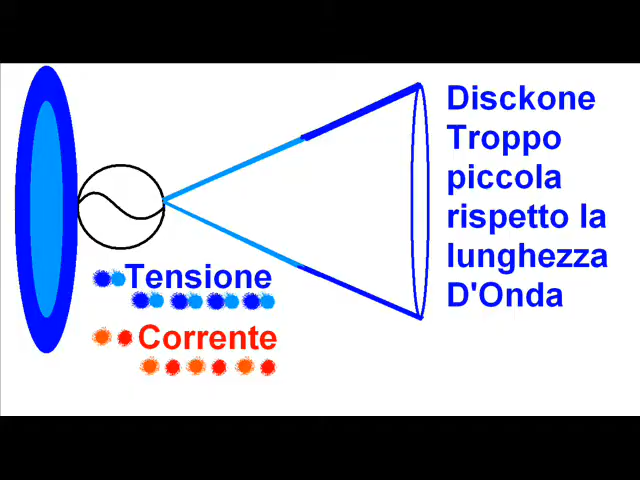 Disckone
Troppo
piccola
rispetto la
lunghezza
D'Onda
Tensione
Corrente